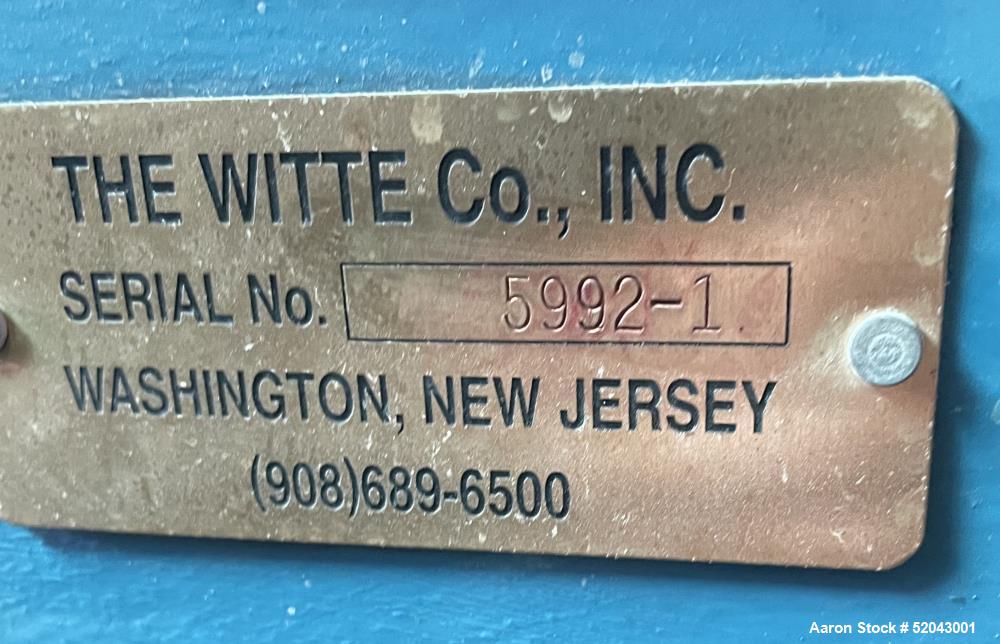 THE WITTE Co., INC.
SERIAL No. 5992-1
WASHINGTON, NEW JERSEY
(908)689-6500
Aaron Stock # 52043001